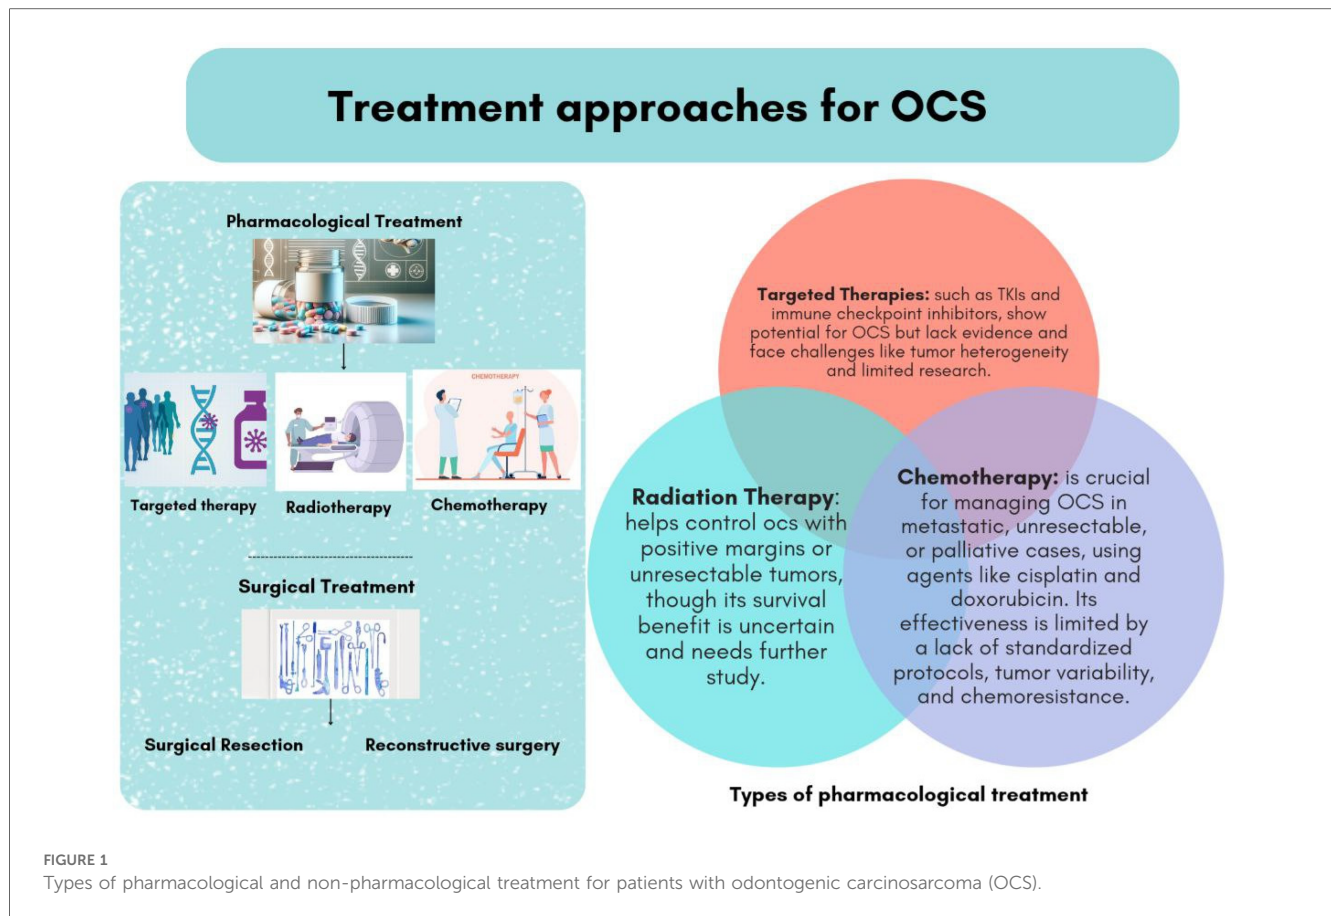 Treatment approaches for OCS
Pharmacological Treatment
CHEMOTHERAPY
Targeted therapy
Radiotherapy
Chemotherapy
Surgical Treatment
Surgical Resection
Reconstructive surgery
Targeted Therapies: such as TKIs and
immune checkpoint inhibitors, show
potential for OCS but lack evidence and
face challenges like tumor heterogeneity
and limited research.
Radiation Therapy:
helps control ocs with
positive margins or
unresectable tumors,
though its survival
benefit is uncertain
and needs further
study.
Chemotherapy: is crucial
for managing OCS in
metastatic, unresectable,
or palliative cases, using
agents like cisplatin and
doxorubicin. Its
effectiveness is limited by
a lack of standardized
protocols, tumor variability,
and chemoresistance.
Types of pharmacological treatment
FIGURE 1
Types of pharmacological and non-pharmacological treatment for patients with odontogenic carcinosarcoma (OCS).